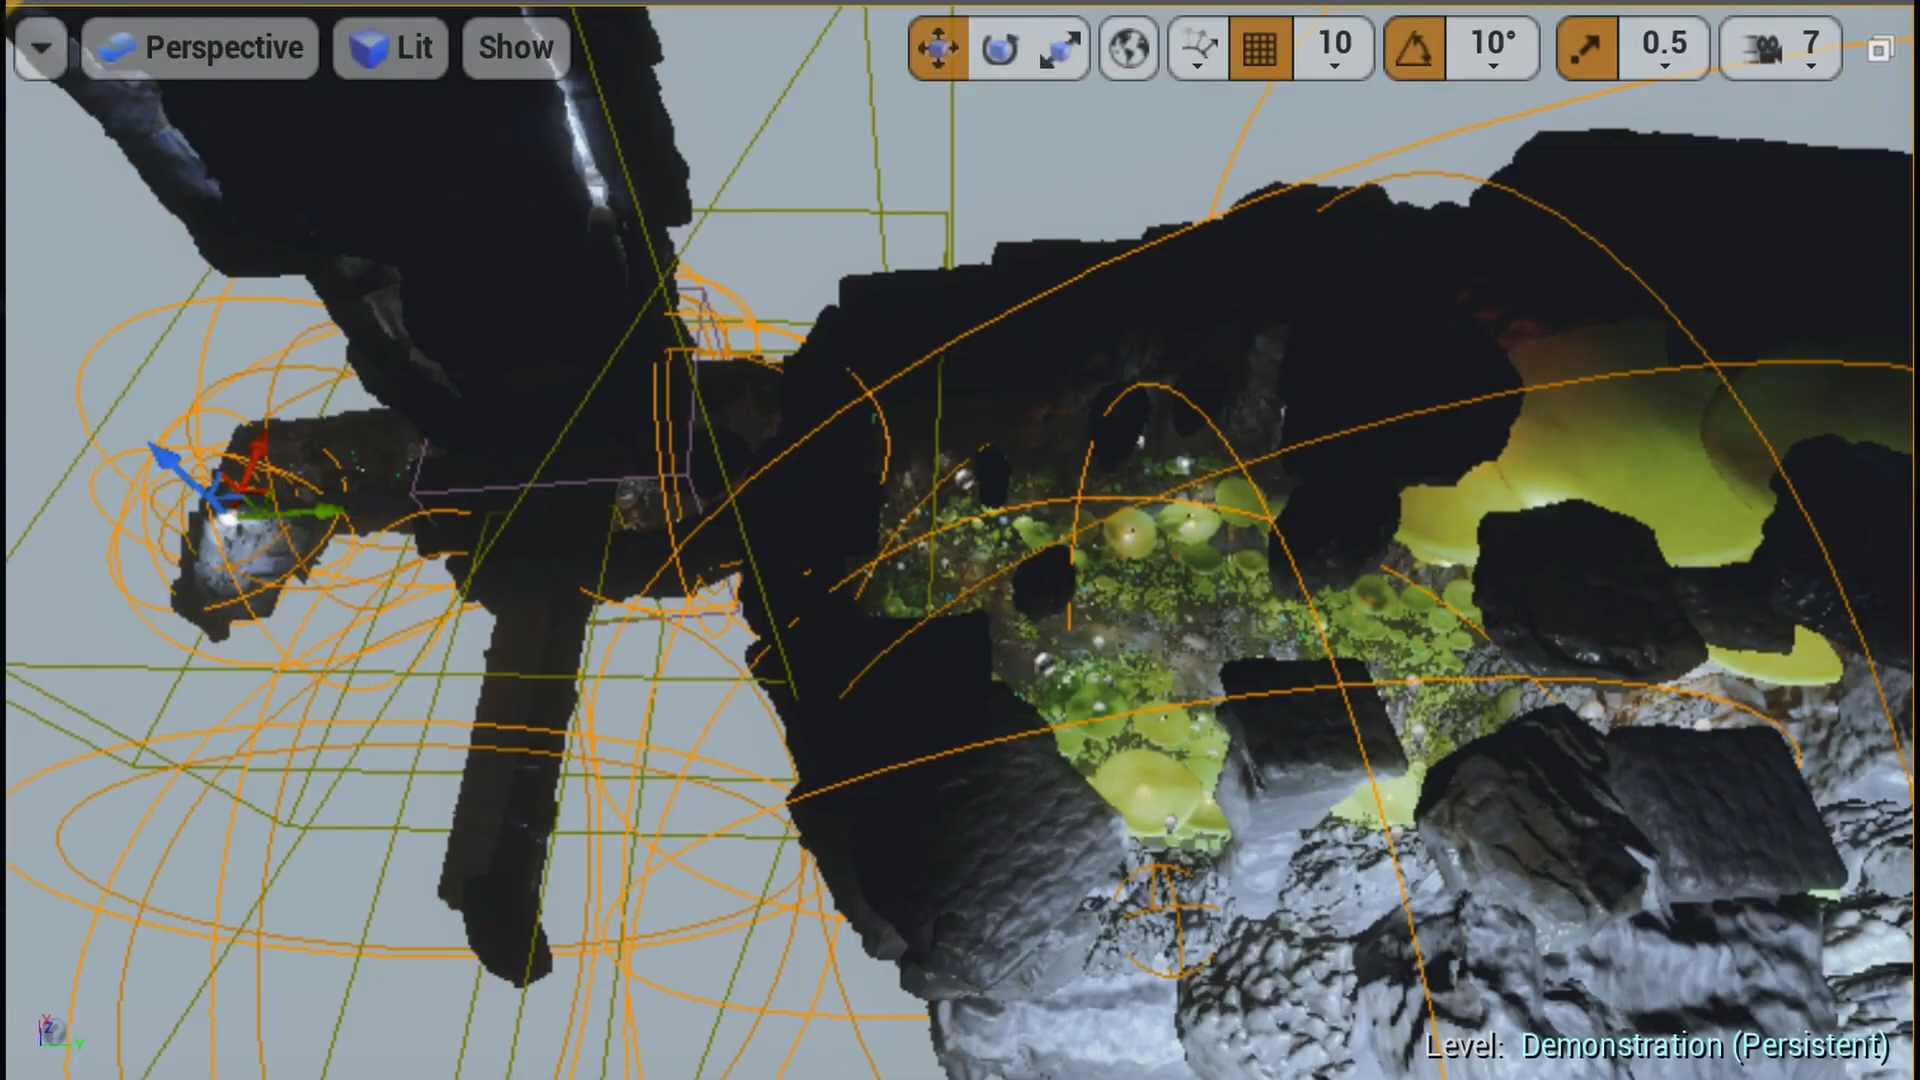 Perspective Lit Show 10 10° 0.5 7
X
Z
Y
Level: Demonstration (Persistent)